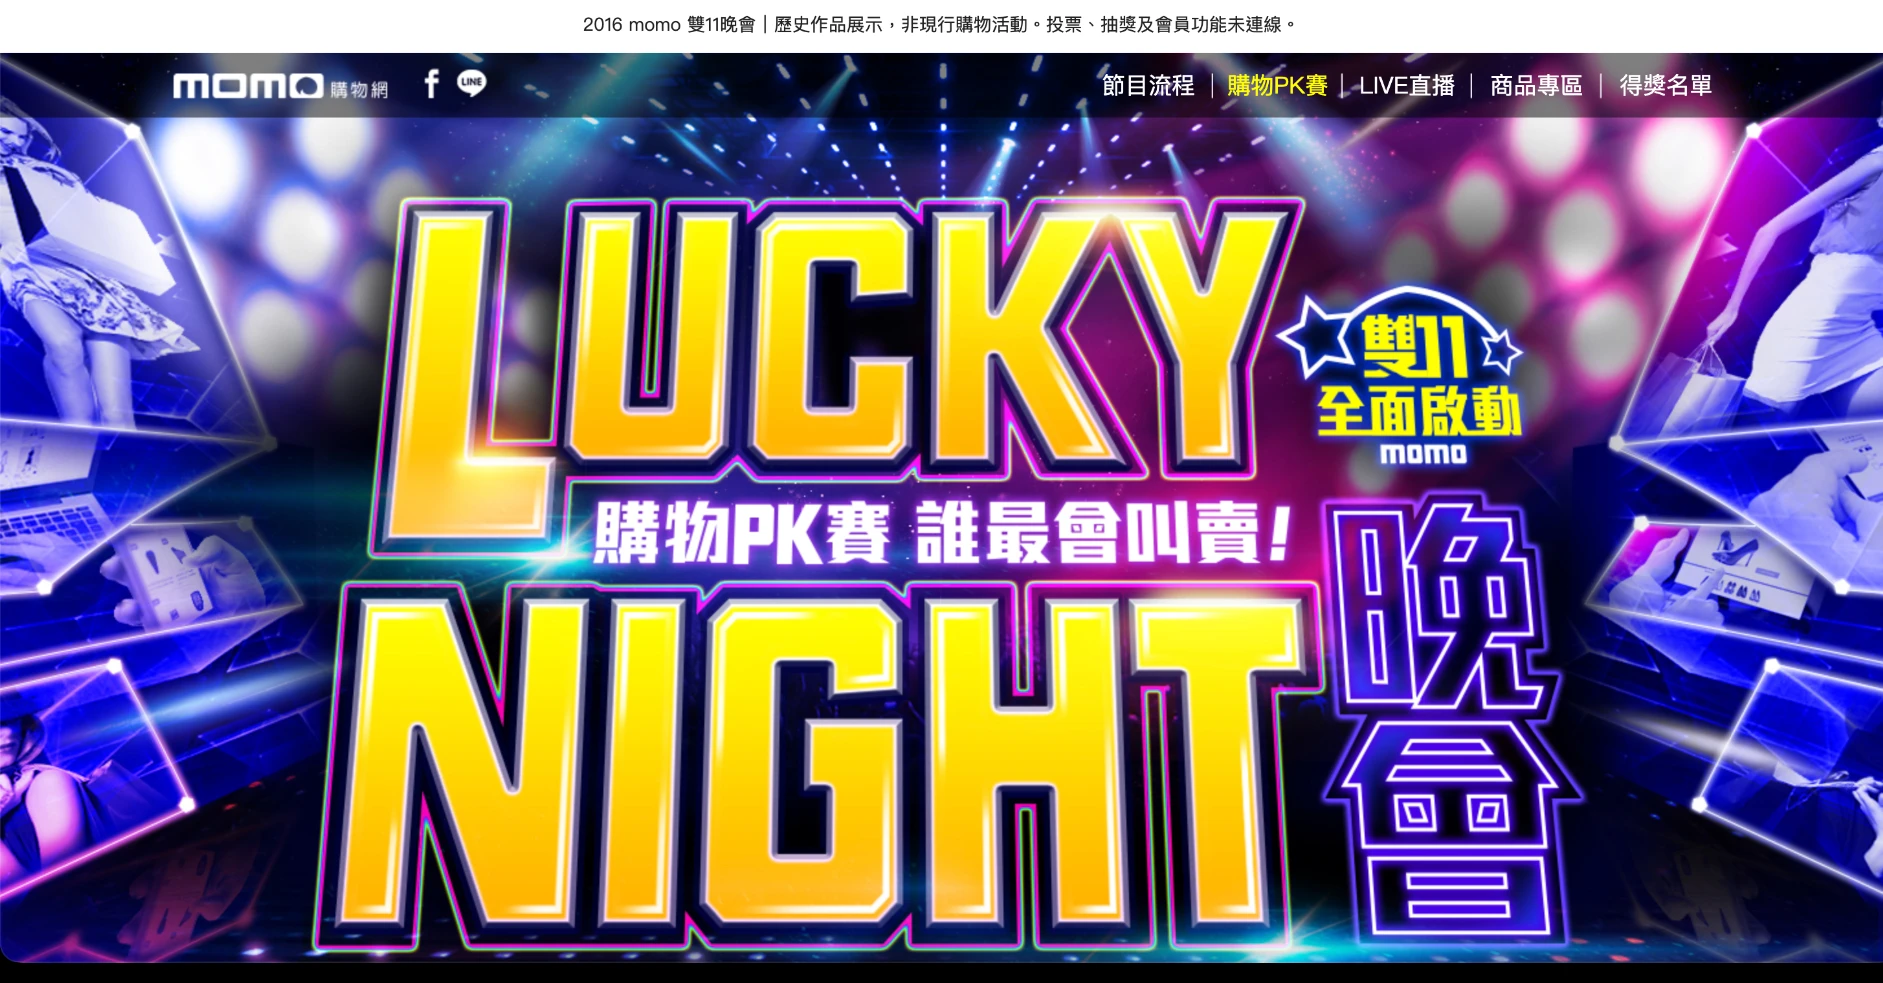 2016 momo 雙11晚會｜歷史作品展示，非現行購物活動。投票、抽獎及會員功能未連線。
momo 購物網 f LINE 節目流程｜購物PK賽｜LIVE直播｜商品專區｜得獎名單
LUCKY
雙11
全面啟動
momo
購物PK賽 誰最會叫賣!
NIGHT
晚會